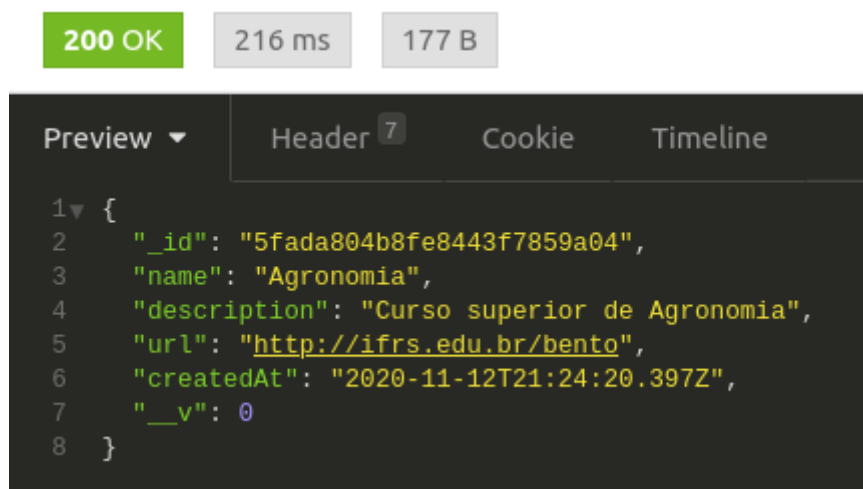 200 OK 216 ms 177 B
Preview Header 7 Cookie Timeline
1 {
2 "_id": "5fada804b8fe8443f7859a04",
3 "name": "Agronomia",
4 "description": "Curso superior de Agronomia",
5 "url": "http://ifrs.edu.br/bento",
6 "createdAt": "2020-11-12T21:24:20.397Z",
7 "__v": 0
8 }